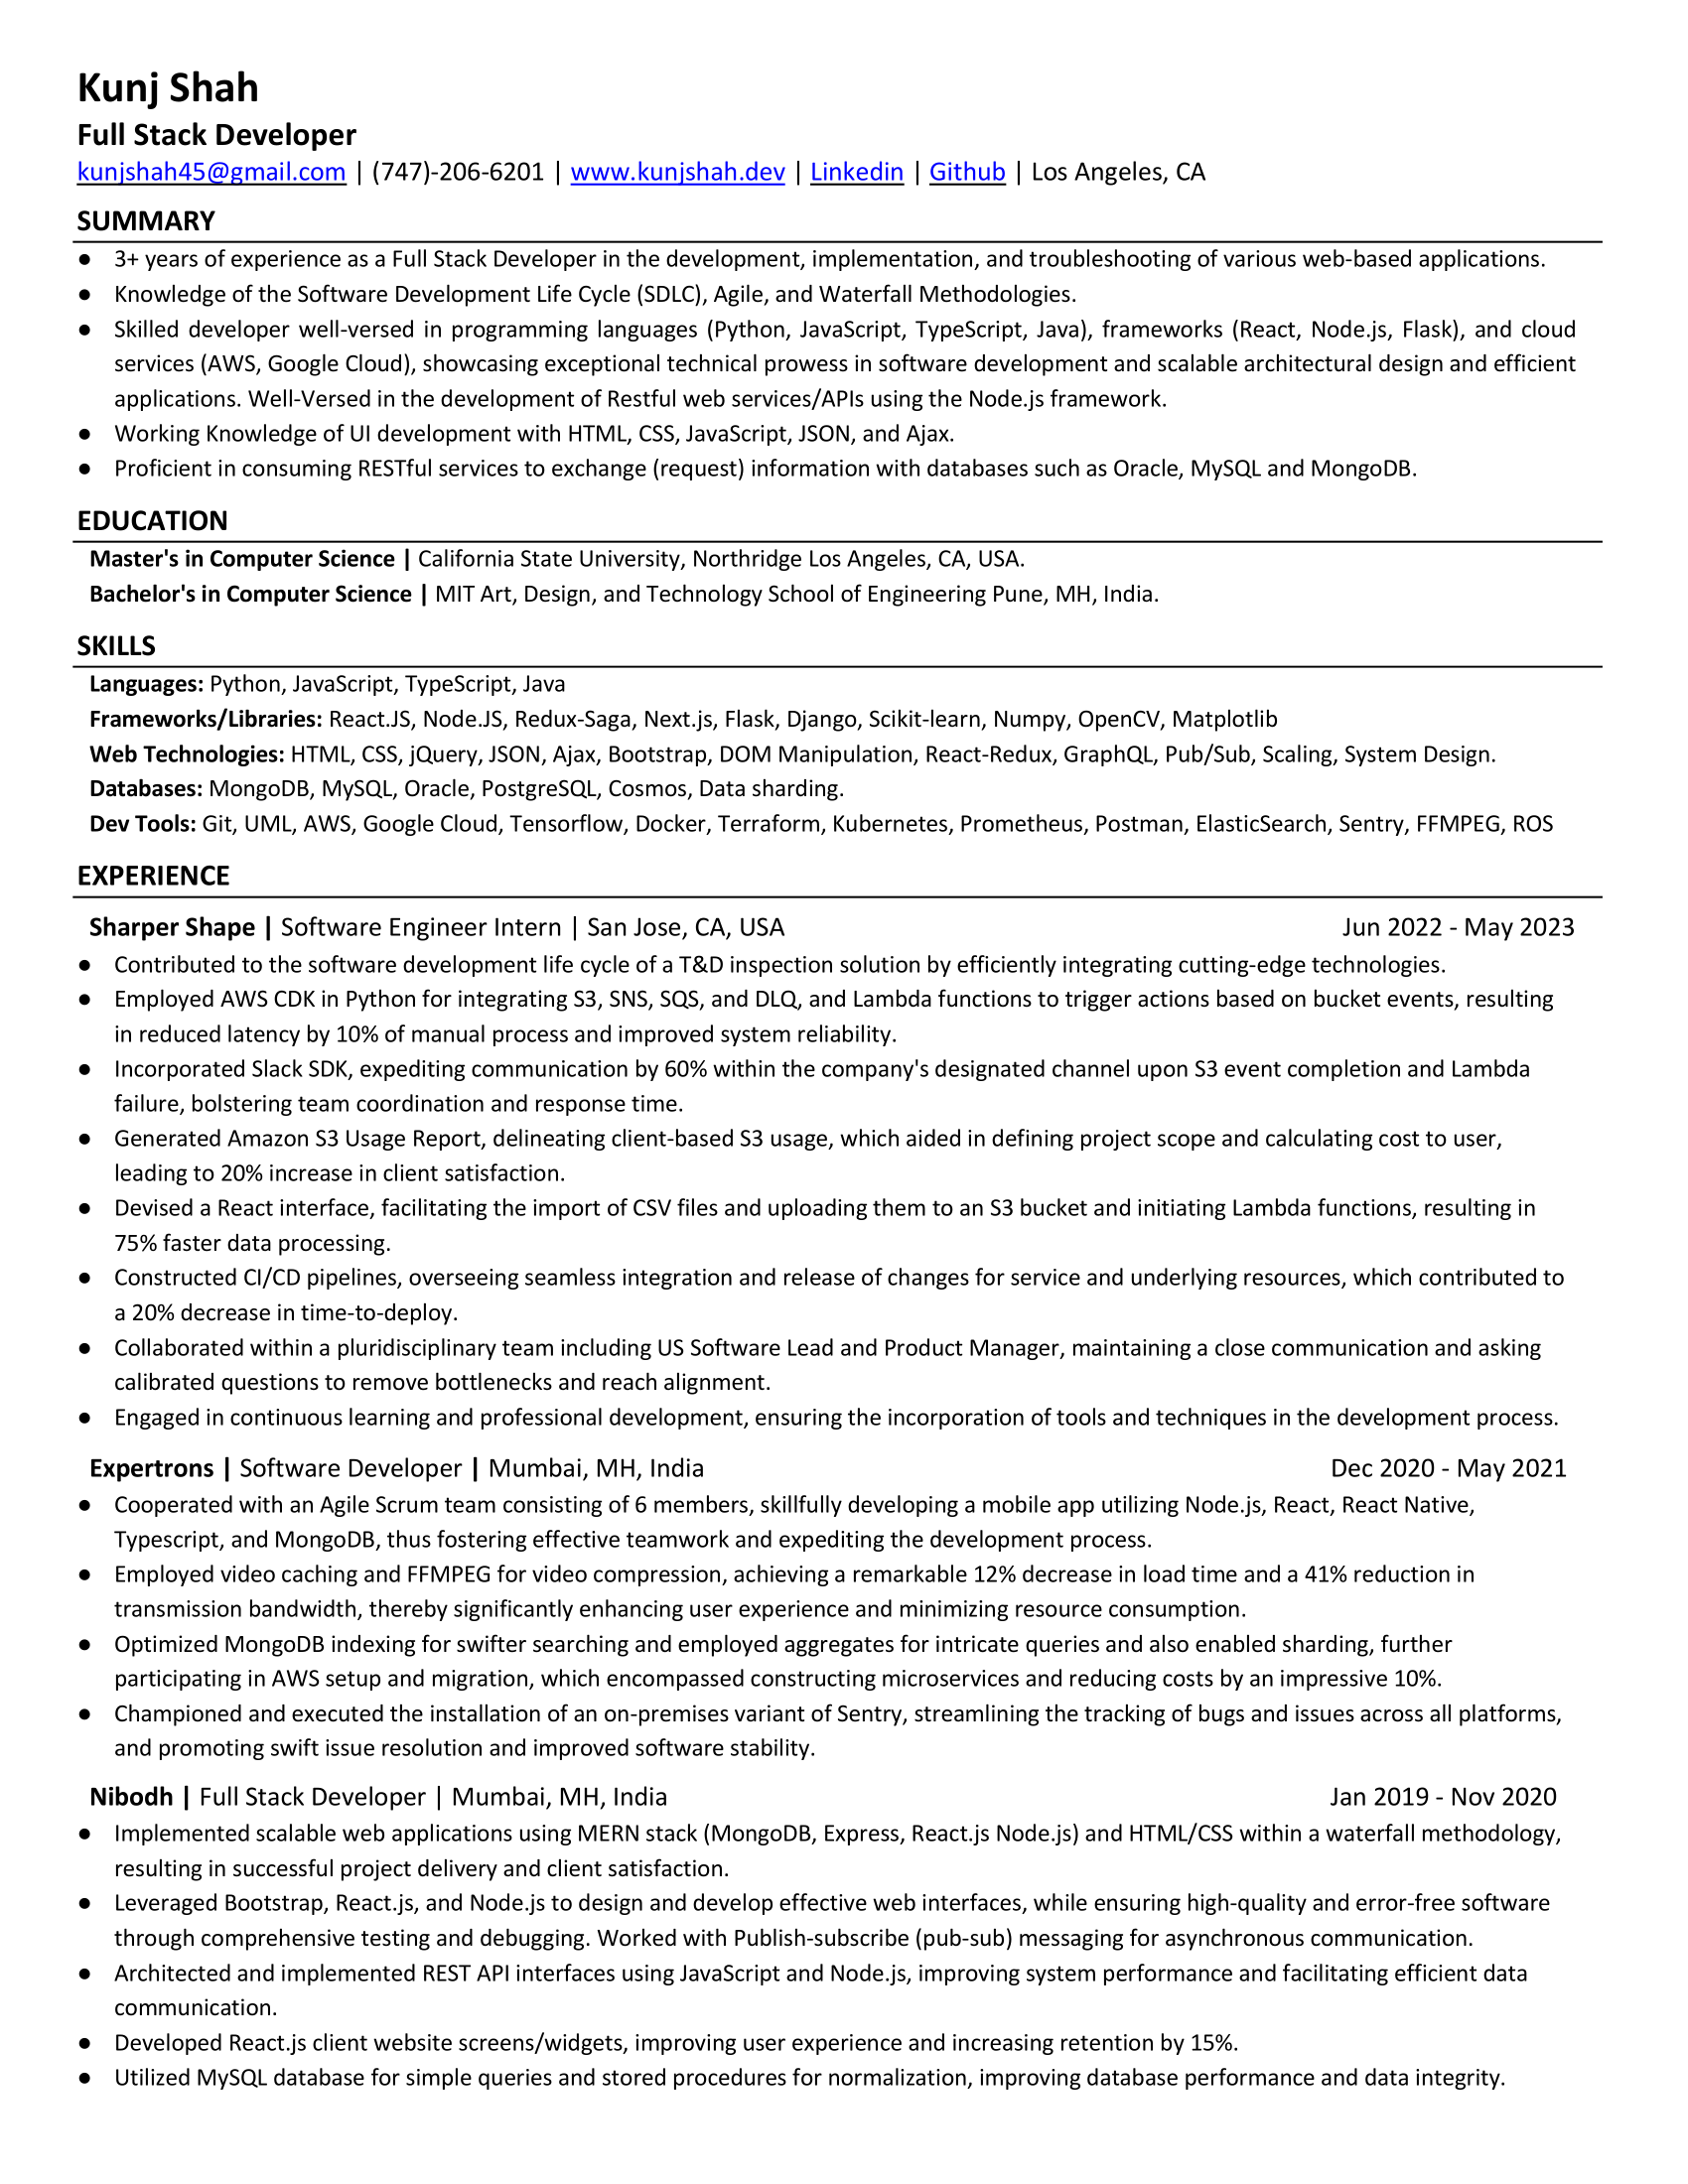 Kunj Shah
Full Stack Developer
kunjshah45@gmail.com | (747)-206-6201 | www.kunjshah.dev | Linkedin | Github | Los Angeles, CA
SUMMARY
● 3+ years of experience as a Full Stack Developer in the development, implementation, and troubleshooting of various web-based applications.
● Knowledge of the Software Development Life Cycle (SDLC), Agile, and Waterfall Methodologies.
● Skilled developer well-versed in programming languages (Python, JavaScript, TypeScript, Java), frameworks (React, Node.js, Flask), and cloud
services (AWS, Google Cloud), showcasing exceptional technical prowess in software development and scalable architectural design and efficient
applications. Well-Versed in the development of Restful web services/APIs using the Node.js framework.
● Working Knowledge of UI development with HTML, CSS, JavaScript, JSON, and Ajax.
● Proficient in consuming RESTful services to exchange (request) information with databases such as Oracle, MySQL and MongoDB.
EDUCATION
Master's in Computer Science | California State University, Northridge Los Angeles, CA, USA.
Bachelor's in Computer Science | MIT Art, Design, and Technology School of Engineering Pune, MH, India.
SKILLS
Languages: Python, JavaScript, TypeScript, Java
Frameworks/Libraries: React.JS, Node.JS, Redux-Saga, Next.js, Flask, Django, Scikit-learn, Numpy, OpenCV, Matplotlib
Web Technologies: HTML, CSS, jQuery, JSON, Ajax, Bootstrap, DOM Manipulation, React-Redux, GraphQL, Pub/Sub, Scaling, System Design.
Databases: MongoDB, MySQL, Oracle, PostgreSQL, Cosmos, Data sharding.
Dev Tools: Git, UML, AWS, Google Cloud, Tensorflow, Docker, Terraform, Kubernetes, Prometheus, Postman, ElasticSearch, Sentry, FFMPEG, ROS
EXPERIENCE
Sharper Shape | Software Engineer Intern | San Jose, CA, USA Jun 2022 - May 2023
● Contributed to the software development life cycle of a T&D inspection solution by efficiently integrating cutting-edge technologies.
● Employed AWS CDK in Python for integrating S3, SNS, SQS, and DLQ, and Lambda functions to trigger actions based on bucket events, resulting
in reduced latency by 10% of manual process and improved system reliability.
● Incorporated Slack SDK, expediting communication by 60% within the company's designated channel upon S3 event completion and Lambda
failure, bolstering team coordination and response time.
● Generated Amazon S3 Usage Report, delineating client-based S3 usage, which aided in defining project scope and calculating cost to user,
leading to 20% increase in client satisfaction.
● Devised a React interface, facilitating the import of CSV files and uploading them to an S3 bucket and initiating Lambda functions, resulting in
75% faster data processing.
● Constructed CI/CD pipelines, overseeing seamless integration and release of changes for service and underlying resources, which contributed to
a 20% decrease in time-to-deploy.
● Collaborated within a pluridisciplinary team including US Software Lead and Product Manager, maintaining a close communication and asking
calibrated questions to remove bottlenecks and reach alignment.
● Engaged in continuous learning and professional development, ensuring the incorporation of tools and techniques in the development process.
Expertrons | Software Developer | Mumbai, MH, India Dec 2020 - May 2021
● Cooperated with an Agile Scrum team consisting of 6 members, skillfully developing a mobile app utilizing Node.js, React, React Native,
Typescript, and MongoDB, thus fostering effective teamwork and expediting the development process.
● Employed video caching and FFMPEG for video compression, achieving a remarkable 12% decrease in load time and a 41% reduction in
transmission bandwidth, thereby significantly enhancing user experience and minimizing resource consumption.
● Optimized MongoDB indexing for swifter searching and employed aggregates for intricate queries and also enabled sharding, further
participating in AWS setup and migration, which encompassed constructing microservices and reducing costs by an impressive 10%.
● Championed and executed the installation of an on-premises variant of Sentry, streamlining the tracking of bugs and issues across all platforms,
and promoting swift issue resolution and improved software stability.
Nibodh | Full Stack Developer | Mumbai, MH, India Jan 2019 - Nov 2020
● Implemented scalable web applications using MERN stack (MongoDB, Express, React.js Node.js) and HTML/CSS within a waterfall methodology,
resulting in successful project delivery and client satisfaction.
● Leveraged Bootstrap, React.js, and Node.js to design and develop effective web interfaces, while ensuring high-quality and error-free software
through comprehensive testing and debugging. Worked with Publish-subscribe (pub-sub) messaging for asynchronous communication.
● Architected and implemented REST API interfaces using JavaScript and Node.js, improving system performance and facilitating efficient data
communication.
● Developed React.js client website screens/widgets, improving user experience and increasing retention by 15%.
● Utilized MySQL database for simple queries and stored procedures for normalization, improving database performance and data integrity.